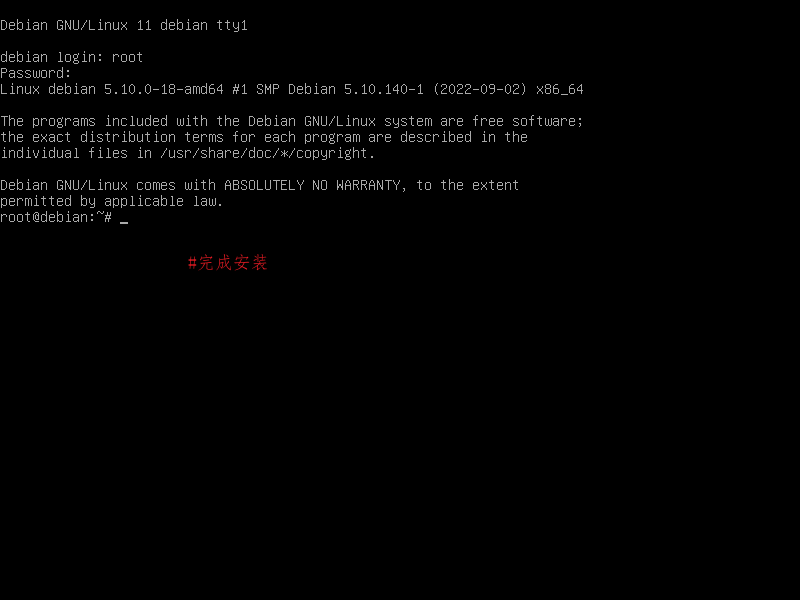 Debian GNU/Linux 11 debian tty1
debian login: root
Password:
Linux debian 5.10.0-18-amd64 #1 SMP Debian 5.10.140-1 (2022-09-02) x86_64
The programs included with the Debian GNU/Linux system are free software;
the exact distribution terms for each program are described in the
individual files in /usr/share/doc/*/copyright.
Debian GNU/Linux comes with ABSOLUTELY NO WARRANTY, to the extent
permitted by applicable law.
root@debian:~# _
#完成安装